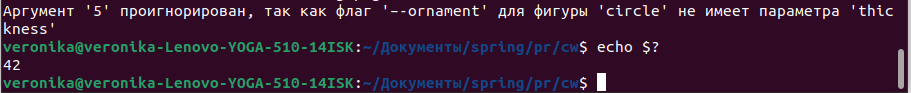 Аргумент '5' проигнорирован, так как флаг '--ornament' для фигуры 'circle' не имеет параметра 'thic
kness'
veronika@veronika-Lenovo-YOGA-510-14ISK:~/Документы/spring/pr/cw$ echo $?
42
veronika@veronika-Lenovo-YOGA-510-14ISK:~/Документы/spring/pr/cw$